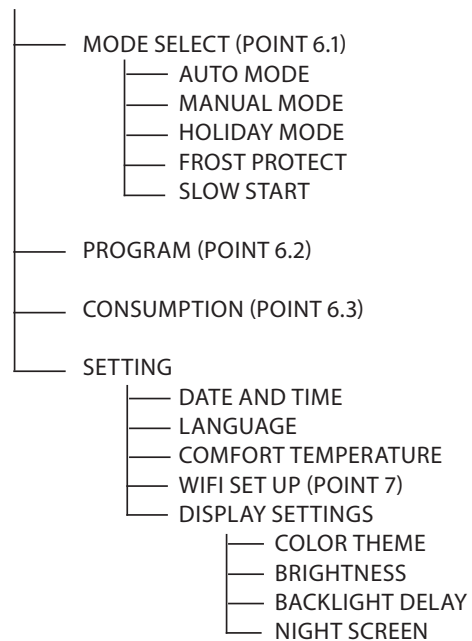 MODE SELECT (POINT 6.1)
AUTO MODE
MANUAL MODE
HOLIDAY MODE
FROST PROTECT
SLOW START
PROGRAM (POINT 6.2)
CONSUMPTION (POINT 6.3)
SETTING
DATE AND TIME
LANGUAGE
COMFORT TEMPERATURE
WIFI SET UP (POINT 7)
DISPLAY SETTINGS
COLOR THEME
BRIGHTNESS
BACKLIGHT DELAY
NIGHT SCREEN